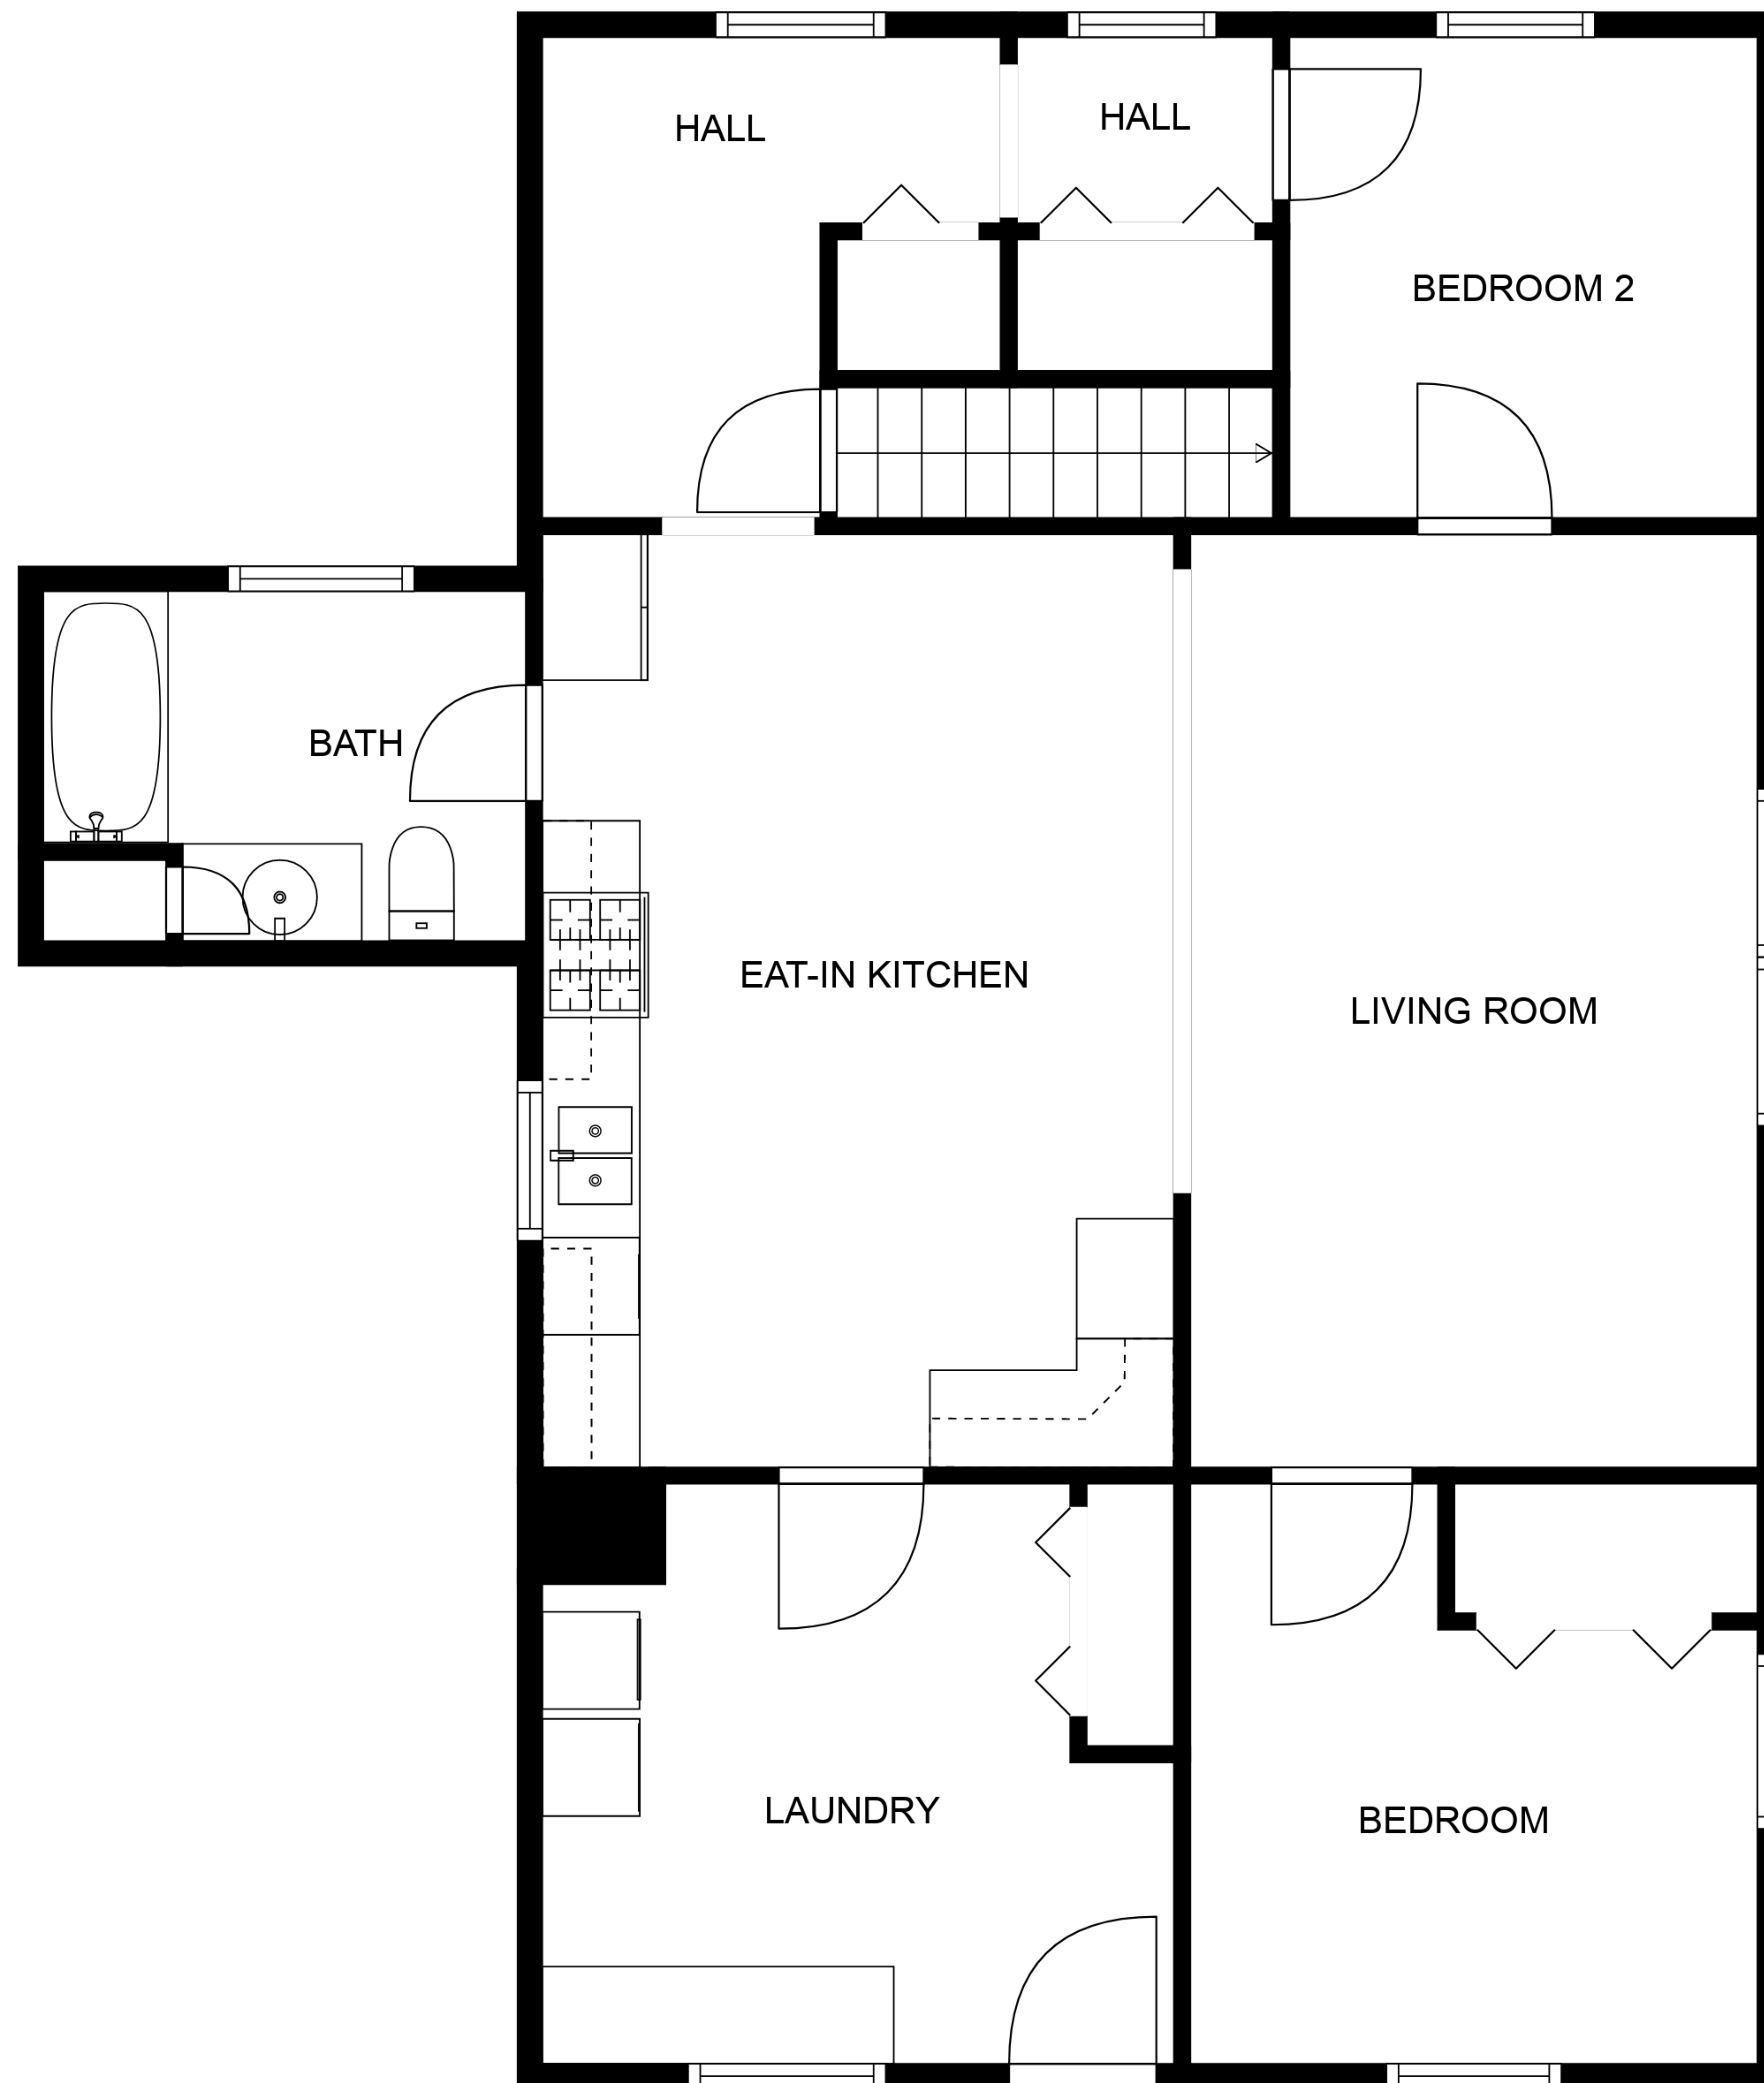 HALL
HALL
BEDROOM 2
BATH
EAT-IN KITCHEN
LIVING ROOM
LAUNDRY
BEDROOM